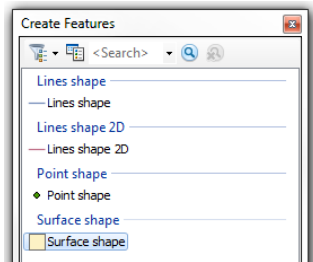 Create Features
<Search>
Lines shape
Lines shape
Lines shape 2D
Lines shape 2D
Point shape
Point shape
Surface shape
Surface shape